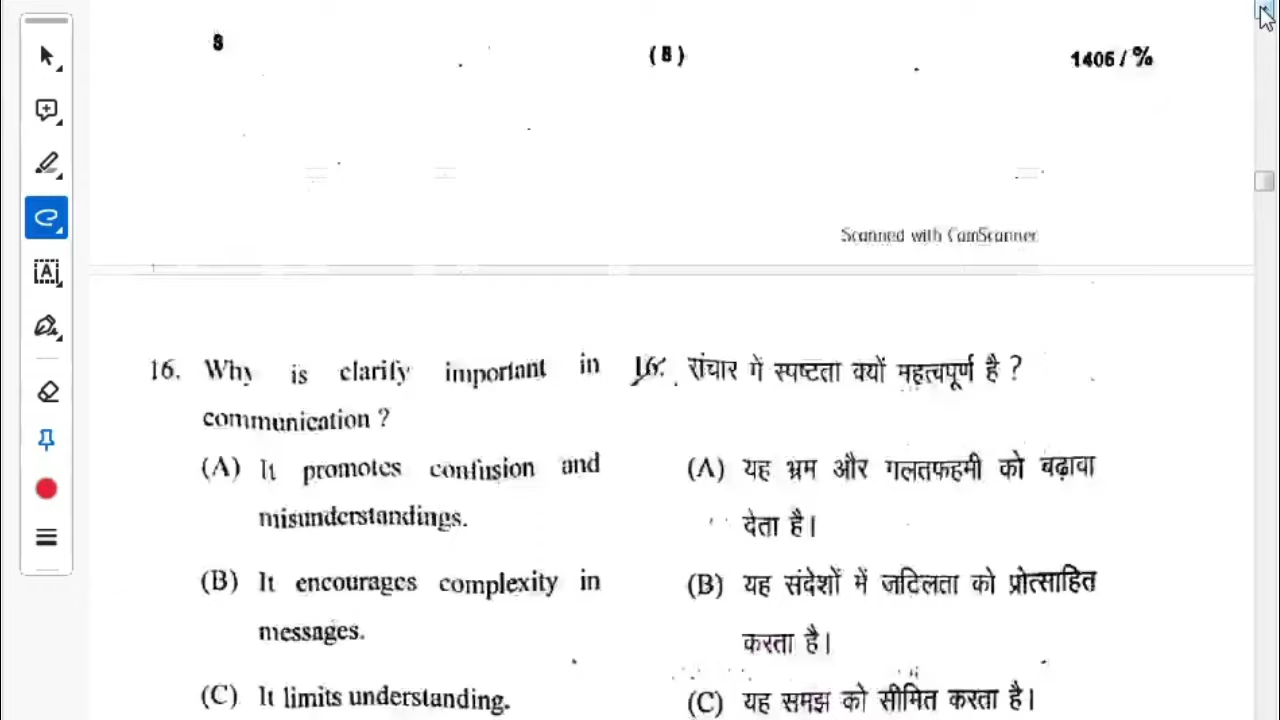 8 (8) 1406 / %
Scanned with CamScanner
16. Why is clarify important in
communication ?
(A) It promotes confusion and
misunderstandings.
(B) It encourages complexity in
messages.
(C) It limits understanding.
16. संचार में स्पष्टता क्यों महत्वपूर्ण है ?
(A) यह भ्रम और गलतफहमी को बढ़ावा
देता है।
(B) यह संदेशों में जटिलता को प्रोत्साहित
करता है।
(C) यह समझ को सीमित करता है।